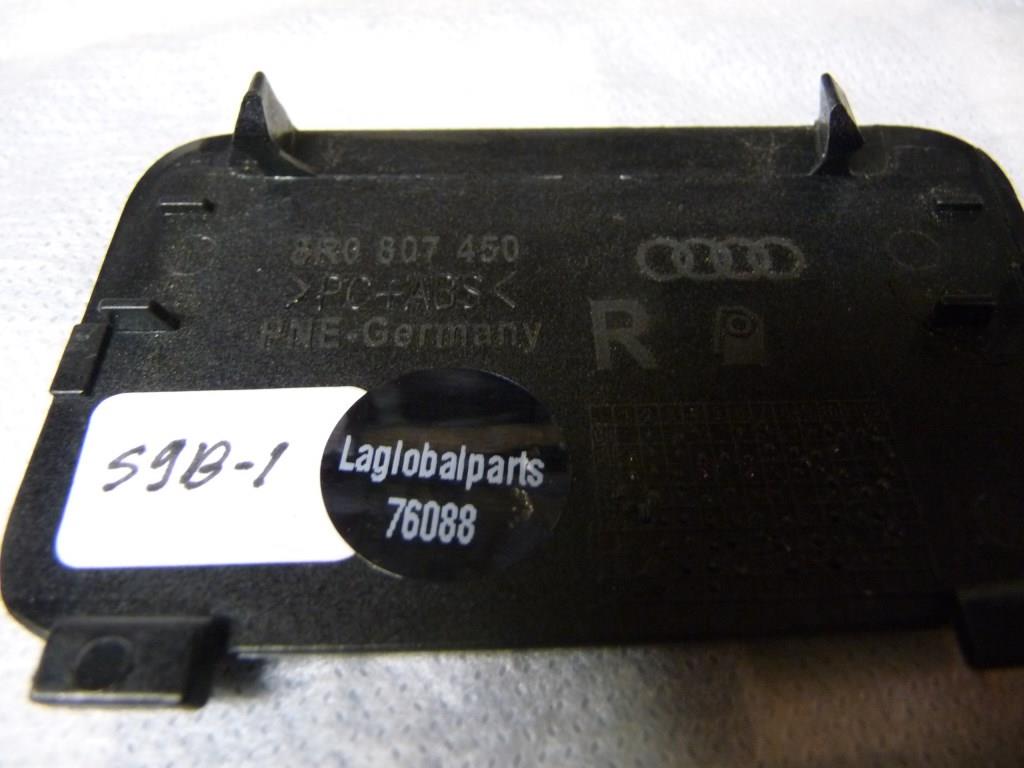 8R0 807 450
>PC+ABS<
PNE-Germany
R
S9B-1
Laglobalparts
76088